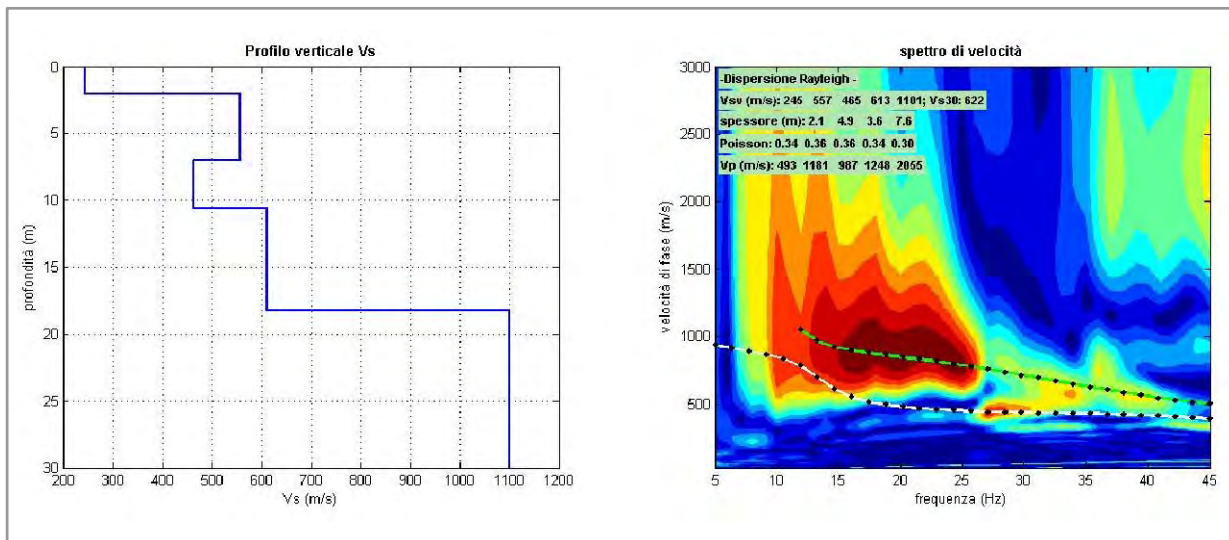 Profilo verticale Vs
0
5
10
15
20
25
30
profondità (m)
200 300 400 500 600 700 800 900 1000 1100 1200
Vs (m/s)
spettro di velocità
-Dispersione Rayleigh -
Vsv (m/s): 245 557 465 613 1101; Vs30: 622
spessore (m): 2.1 4.9 3.6 7.6
Poisson: 0.34 0.36 0.36 0.34 0.30
Vp (m/s): 493 1181 987 1248 2055
3000
2500
2000
1500
1000
500
velocità di fase (m/s)
5 10 15 20 25 30 35 40 45
frequenza (Hz)